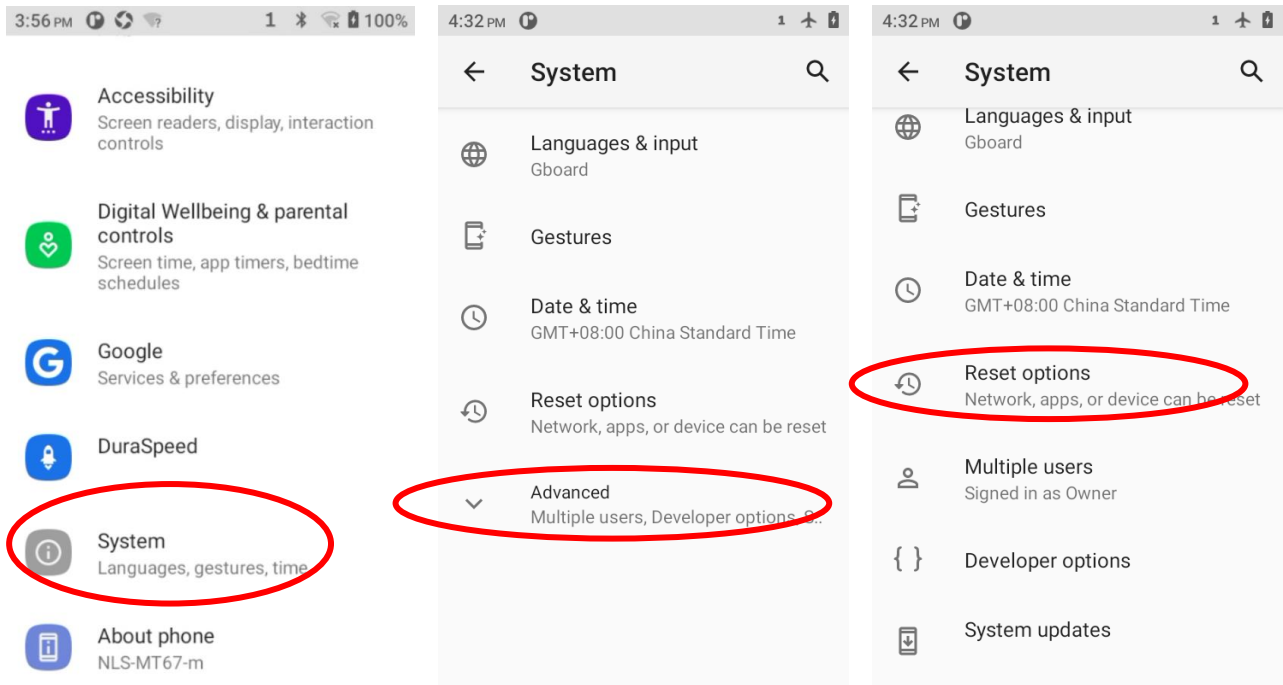 3:56 PM
1
100%
Accessibility
Screen readers, display, interaction
controls
Digital Wellbeing & parental
controls
Screen time, app timers, bedtime
schedules
Google
Services & preferences
DuraSpeed
System
Languages, gestures, time
About phone
NLS-MT67-m
4:32 PM
1
System
Languages & input
Gboard
Gestures
Date & time
GMT+08:00 China Standard Time
Reset options
Network, apps, or device can be reset
Advanced
Multiple users, Developer options, S..
4:32 PM
1
System
Languages & input
Gboard
Gestures
Date & time
GMT+08:00 China Standard Time
Reset options
Network, apps, or device can be reset
Multiple users
Signed in as Owner
{ } Developer options
System updates